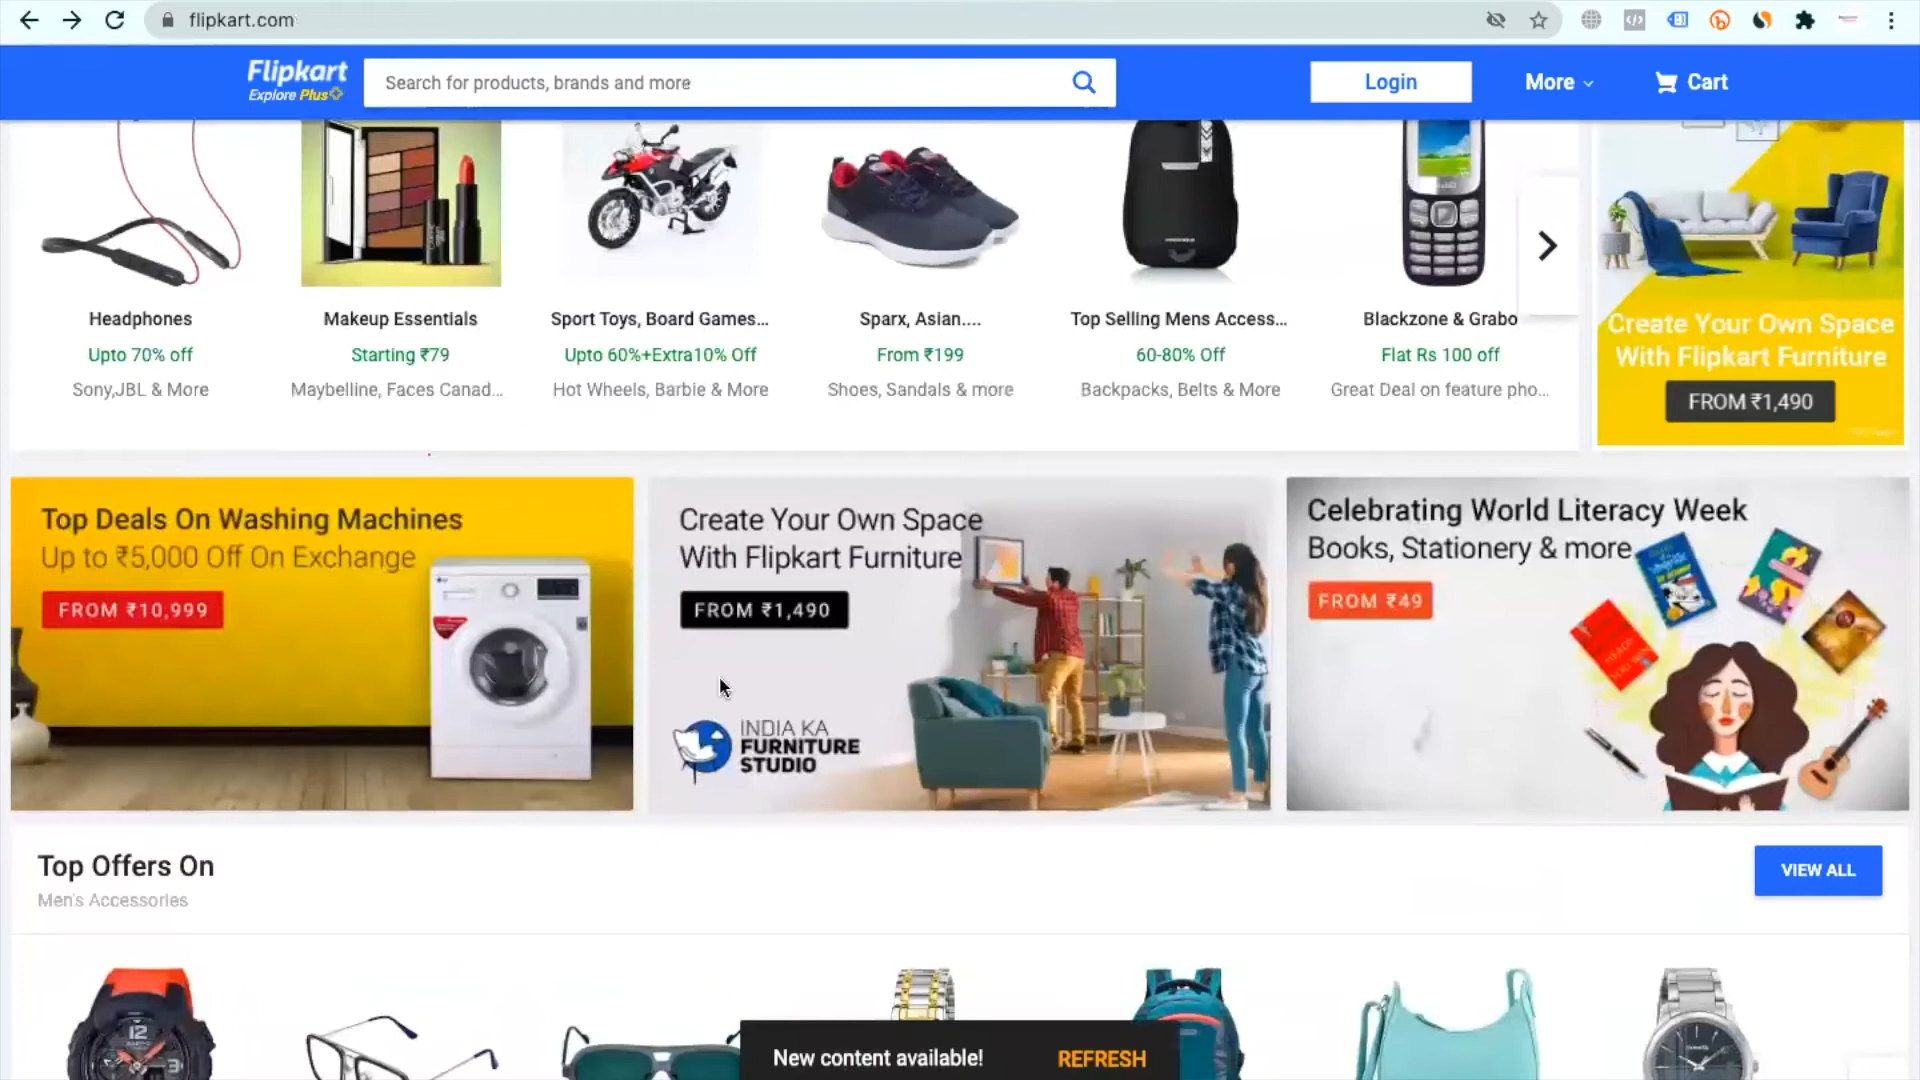 flipkart.com
Flipkart
Explore Plus
Search for products, brands and more
Login
More
Cart
Headphones
Upto 70% off
Sony,JBL & More
Makeup Essentials
Starting ₹79
Maybelline, Faces Canad...
Sport Toys, Board Games...
Upto 60%+Extra10% Off
Hot Wheels, Barbie & More
Sparx, Asian....
From ₹199
Shoes, Sandals & more
Top Selling Mens Access...
60-80% Off
Backpacks, Belts & More
Blackzone & Grabo
Flat Rs 100 off
Great Deal on feature pho...
Create Your Own Space
With Flipkart Furniture
FROM ₹1,490
Top Deals On Washing Machines
Up to ₹5,000 Off On Exchange
FROM ₹10,999
Create Your Own Space
With Flipkart Furniture
FROM ₹1,490
INDIA KA
FURNITURE
STUDIO
Celebrating World Literacy Week
Books, Stationery & more
FROM ₹49
Top Offers On
Men's Accessories
VIEW ALL
New content available!
REFRESH